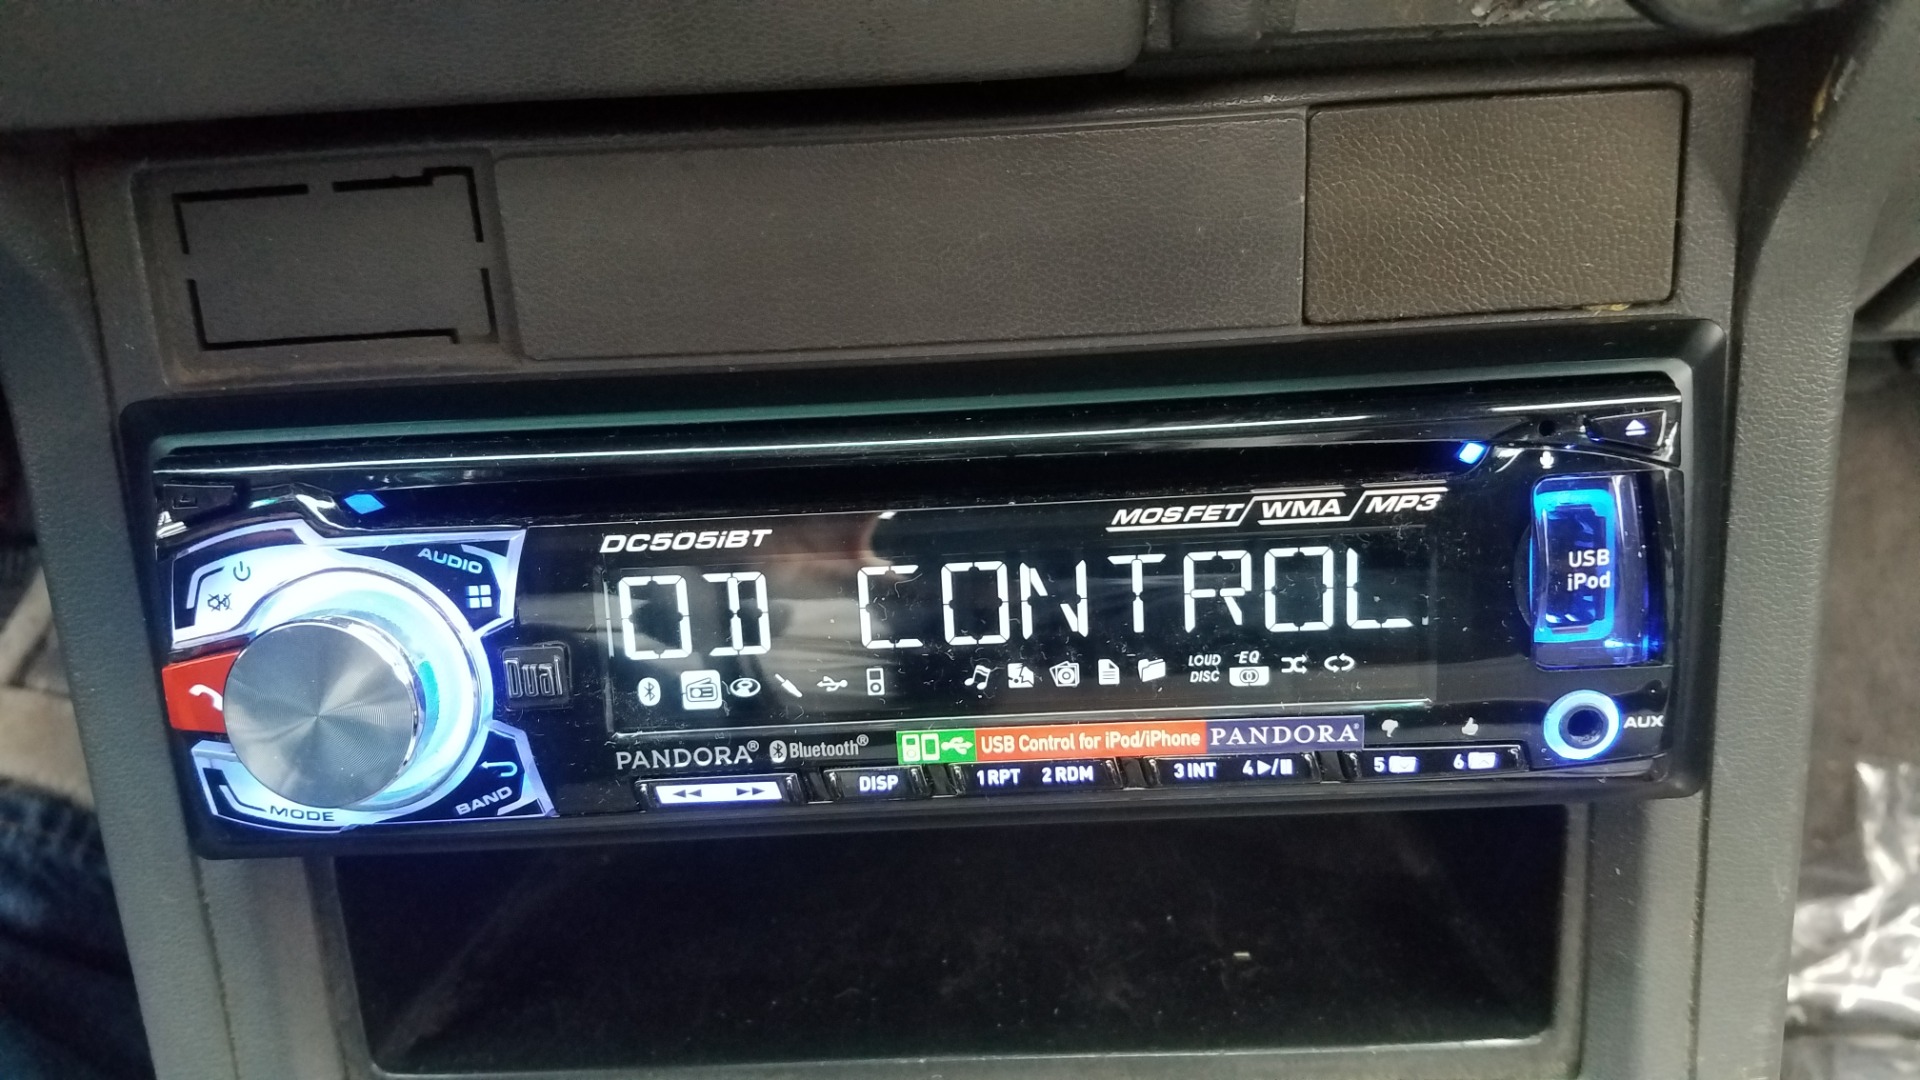 DC505iBT
MOSFET/WMA/MP3
AUDIO
OD CONTROL
USB
iPod
Dual
LOUD
DISC
EQ
AUX
PANDORA® Bluetooth® USB Control for iPod/iPhone PANDORA®
DISP 1 RPT 2 RDM 3 INT 4 5 6
MODE
BAND